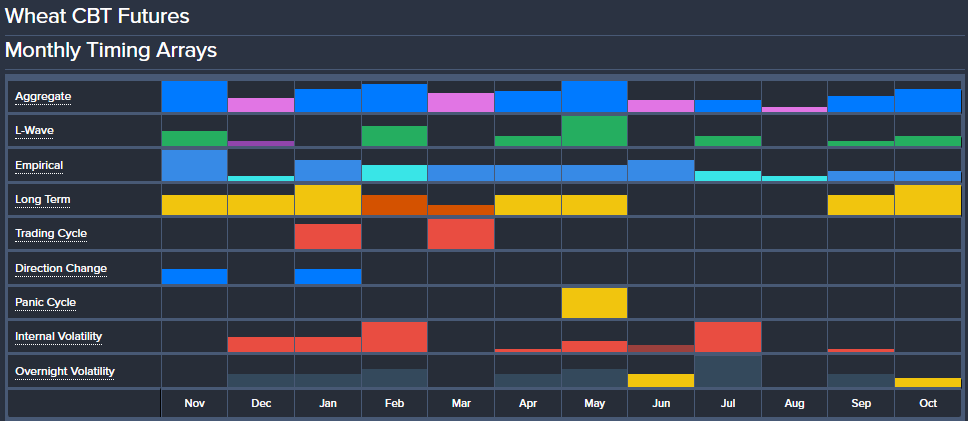 Wheat CBT Futures
Monthly Timing Arrays
Aggregate
L-Wave
Empirical
Long Term
Trading Cycle
Direction Change
Panic Cycle
Internal Volatility
Overnight Volatility
Nov Dec Jan Feb Mar Apr May Jun Jul Aug Sep Oct